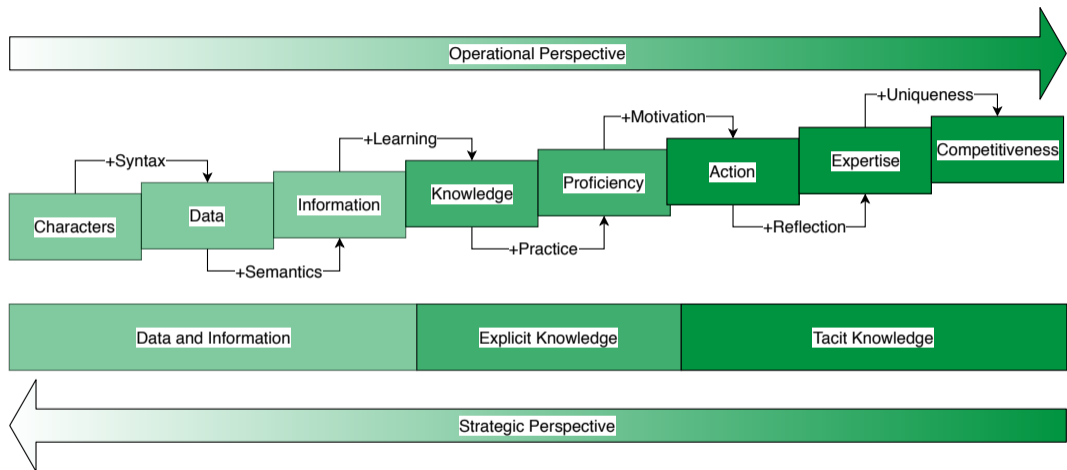 Operational Perspective
+Uniqueness
+Motivation
+Learning
+Syntax
Competitiveness
Expertise
Action
Proficiency
Knowledge
Information
Data
Characters
+Reflection
+Practice
+Semantics
Data and Information
Explicit Knowledge
Tacit Knowledge
Strategic Perspective